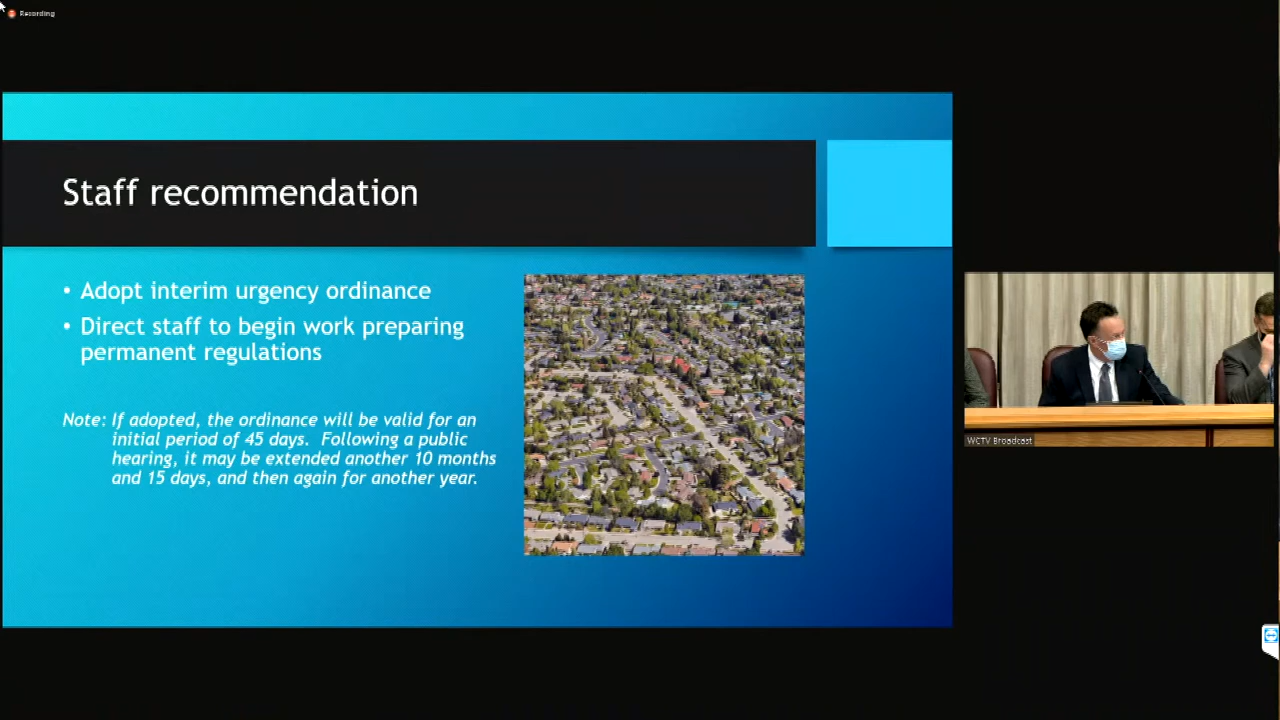 Recording
Staff recommendation
• Adopt interim urgency ordinance
• Direct staff to begin work preparing
permanent regulations
Note: If adopted, the ordinance will be valid for an
initial period of 45 days. Following a public
hearing, it may be extended another 10 months
and 15 days, and then again for another year.
WCTV Broadcast